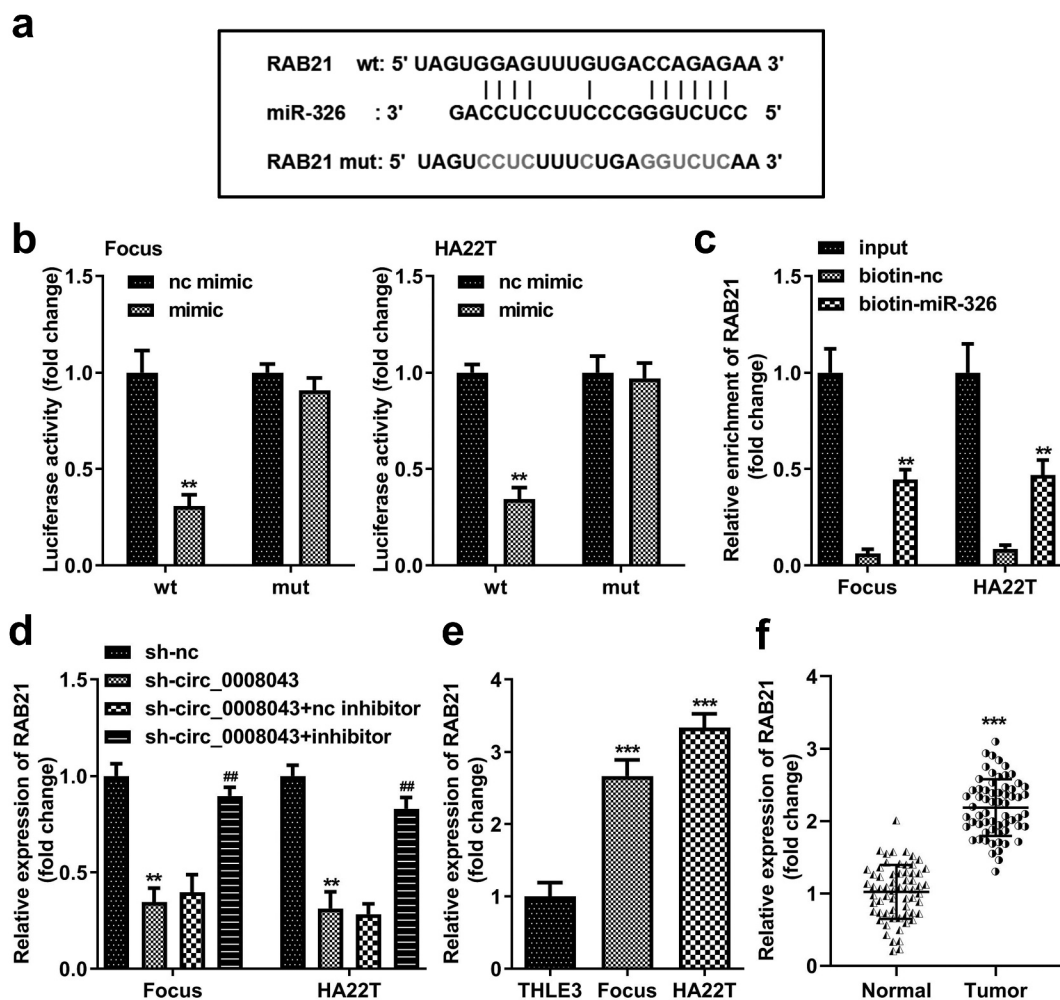 a
RAB21 wt: 5' UAGUGGAGUUUGUGACCAGAGAA 3'
miR-326 : 3' GACCUCCUUCCCGGGUCUCC 5'
RAB21 mut: 5' UAGUCCUCUUUCUGAGGUCUCAA 3'
b
Focus
Luciferase activity (fold change)
1.5
1.0
0.5
0.0
nc mimic
mimic
**
wt
mut
HA22T
Luciferase activity (fold change)
1.5
1.0
0.5
0.0
nc mimic
mimic
**
wt
mut
c
input
biotin-nc
biotin-miR-326
Relative enrichment of RAB21
(fold change)
1.5
1.0
0.5
0.0
**
**
Focus
HA22T
d
sh-nc
sh-circ_0008043
sh-circ_0008043+nc inhibitor
sh-circ_0008043+inhibitor
Relative expression of RAB21
(fold change)
1.5
1.0
0.5
0.0
**
##
**
##
Focus
HA22T
e
Relative expression of RAB21
(fold change)
4
3
2
1
0
***
***
THLE3
Focus
HA22T
f
Relative expression of RAB21
(fold change)
4
3
2
1
0
***
Normal
Tumor